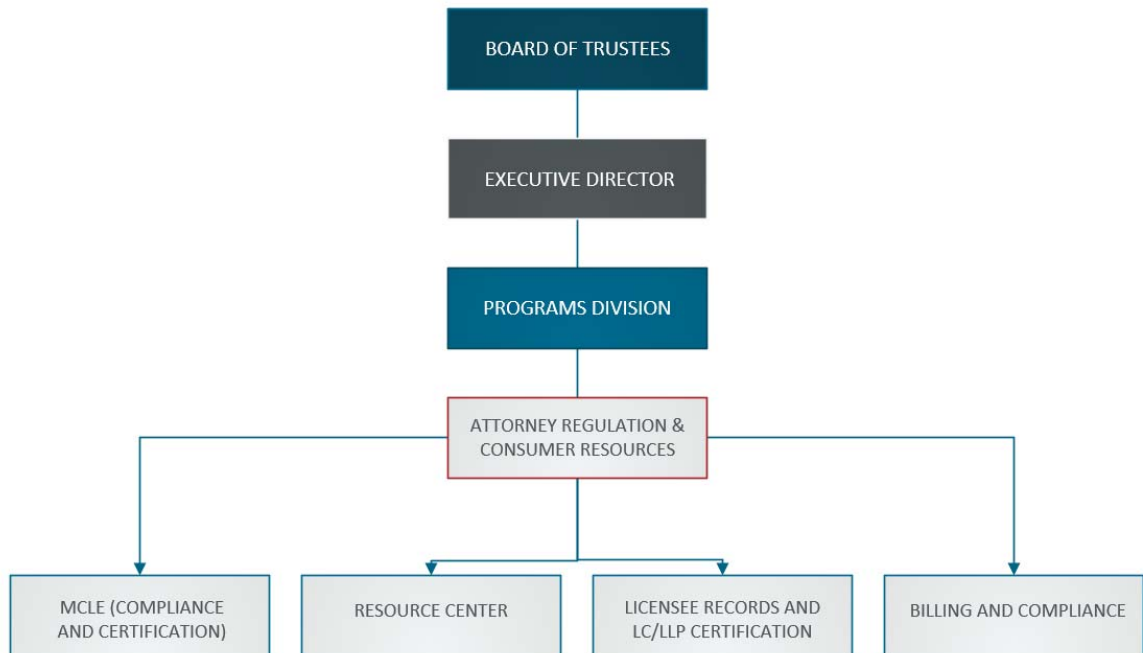 BOARD OF TRUSTEES
EXECUTIVE DIRECTOR
PROGRAMS DIVISION
ATTORNEY REGULATION &
CONSUMER RESOURCES
MCLE (COMPLIANCE
AND CERTIFICATION)
RESOURCE CENTER
LICENSEE RECORDS AND
LC/LLP CERTIFICATION
BILLING AND COMPLIANCE